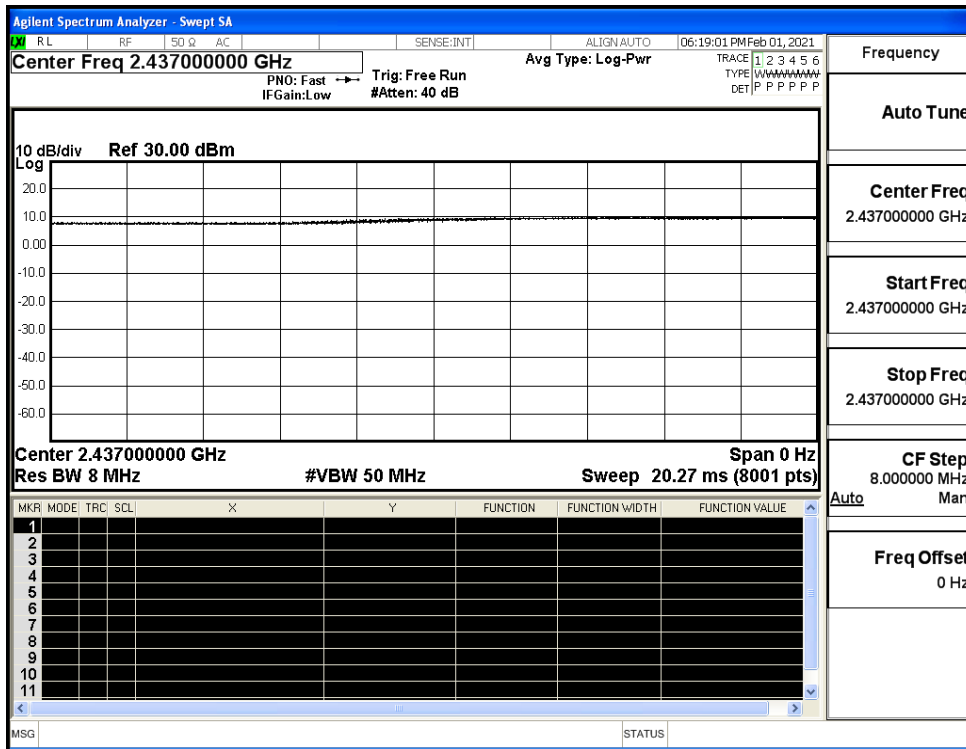 Agilent Spectrum Analyzer - Swept SA
LXI RL RF 50 Ω AC SENSE:INT ALIGNAUTO 06:19:01 PM Feb 01, 2021
Center Freq 2.437000000 GHz
Avg Type: Log-Pwr
TRACE 1 2 3 4 5 6
PNO: Fast
Trig: Free Run
TYPE WWWWWW
IFGain:Low
#Atten: 40 dB
DET P P P P P P
10 dB/div Ref 30.00 dBm
Log
20.0
10.0
0.00
-10.0
-20.0
-30.0
-40.0
-50.0
-60.0
Center 2.437000000 GHz Span 0 Hz
Res BW 8 MHz #VBW 50 MHz Sweep 20.27 ms (8001 pts)
MKR MODE TRC SCL X Y FUNCTION FUNCTION WIDTH FUNCTION VALUE
1
2
3
4
5
6
7
8
9
10
11
MSG STATUS
Frequency
Auto Tune
Center Freq
2.437000000 GHz
Start Freq
2.437000000 GHz
Stop Freq
2.437000000 GHz
CF Step
8.000000 MHz
Auto Man
Freq Offset
0 Hz